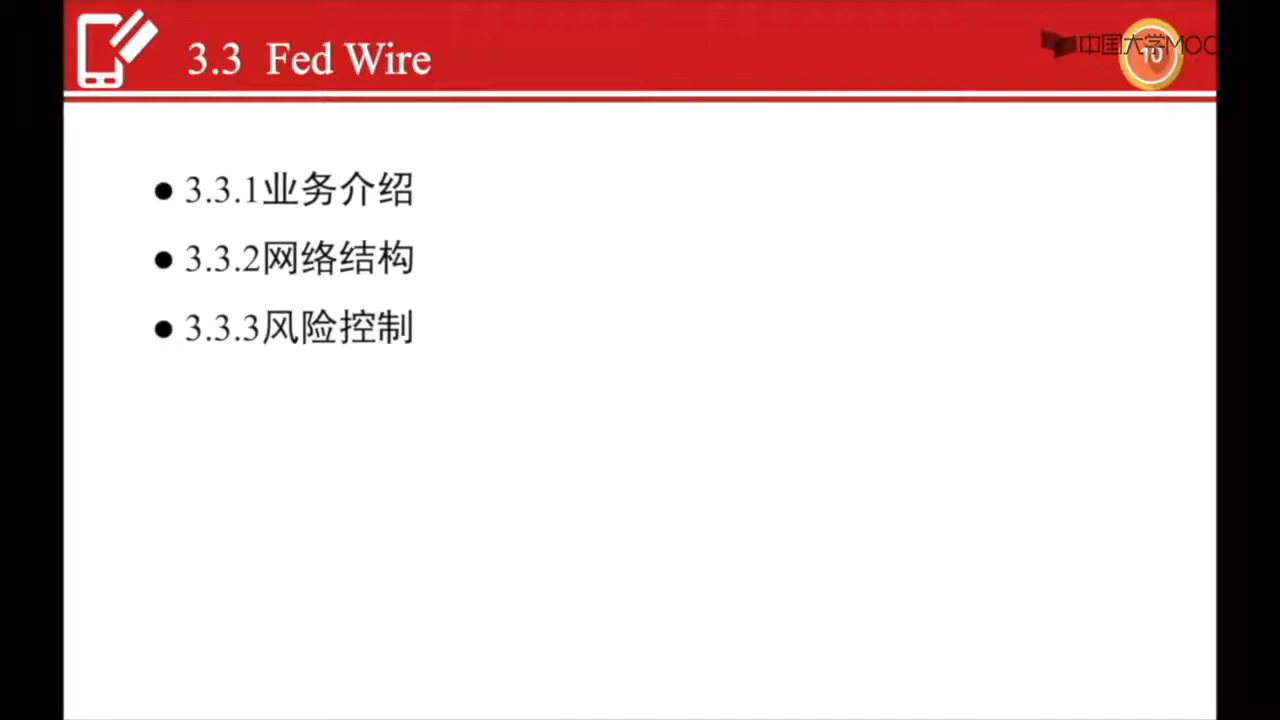 3.3 Fed Wire
中国大学MOO
10
● 3.3.1业务介绍
● 3.3.2网络结构
● 3.3.3风险控制